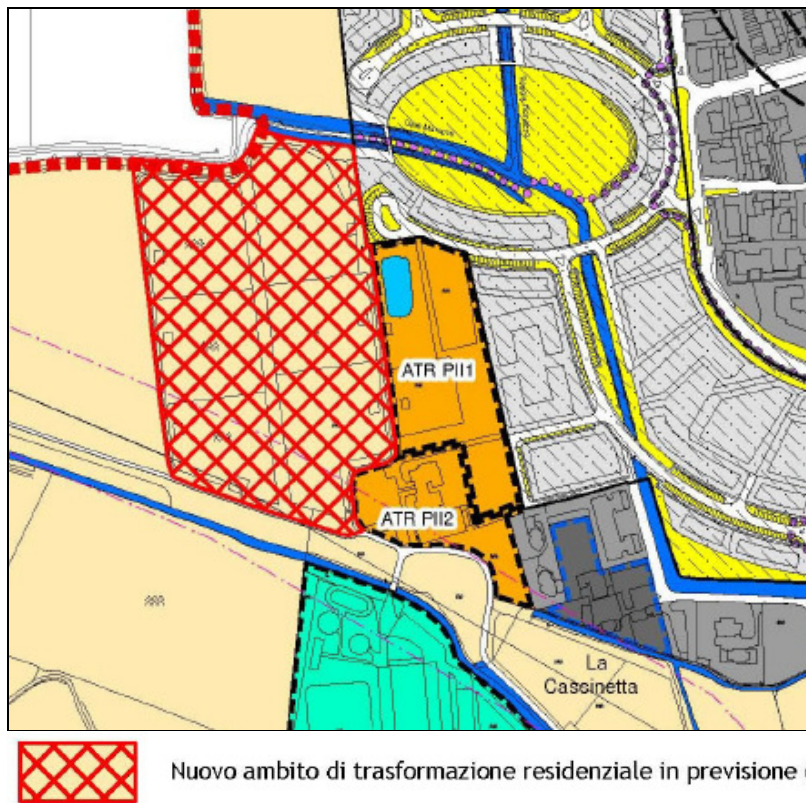 ATR PII1
ATR PII2
La
Cascinetta
Nuovo ambito di trasformazione residenziale in previsione